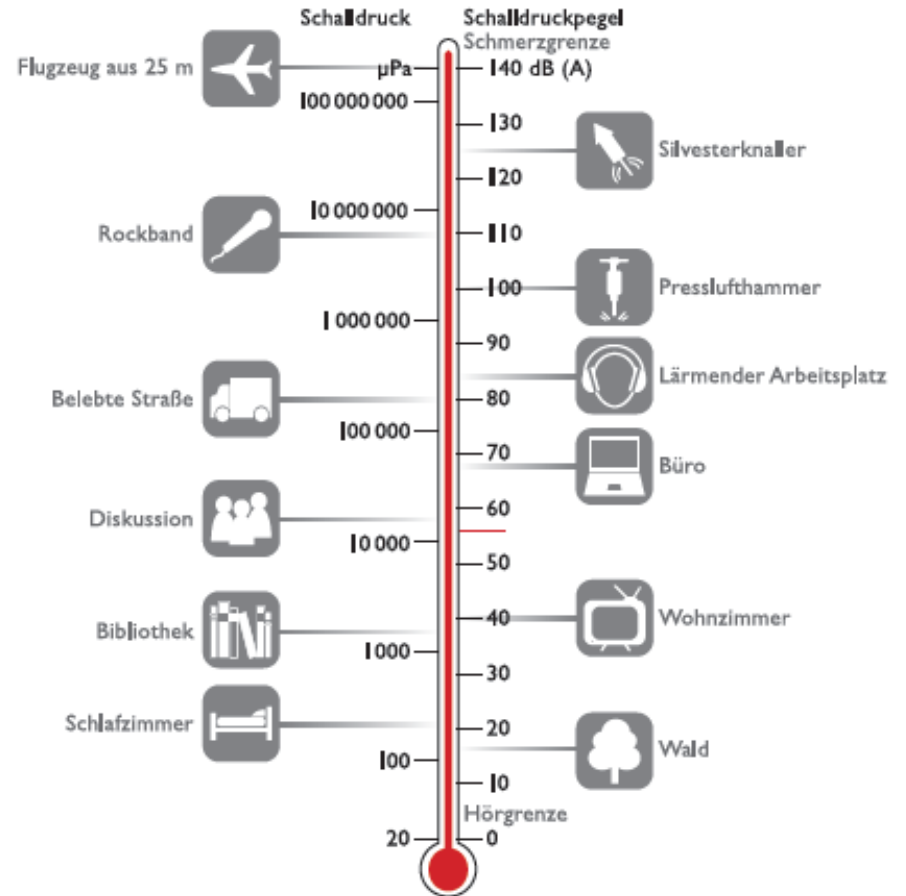 Schalldruck
Schalldruckpegel
Schmerzgrenze
Flugzeug aus 25 m
µPa
140 dB (A)
100 000 000
130
Silvesterknaller
120
10 000 000
Rockband
110
100
Presslufthammer
1 000 000
90
Lärmender Arbeitsplatz
Belebte Straße
80
100 000
70
Büro
60
Diskussion
10 000
50
40
Wohnzimmer
Bibliothek
1 000
30
Schlafzimmer
20
Wald
100
10
Hörgrenze
20
0